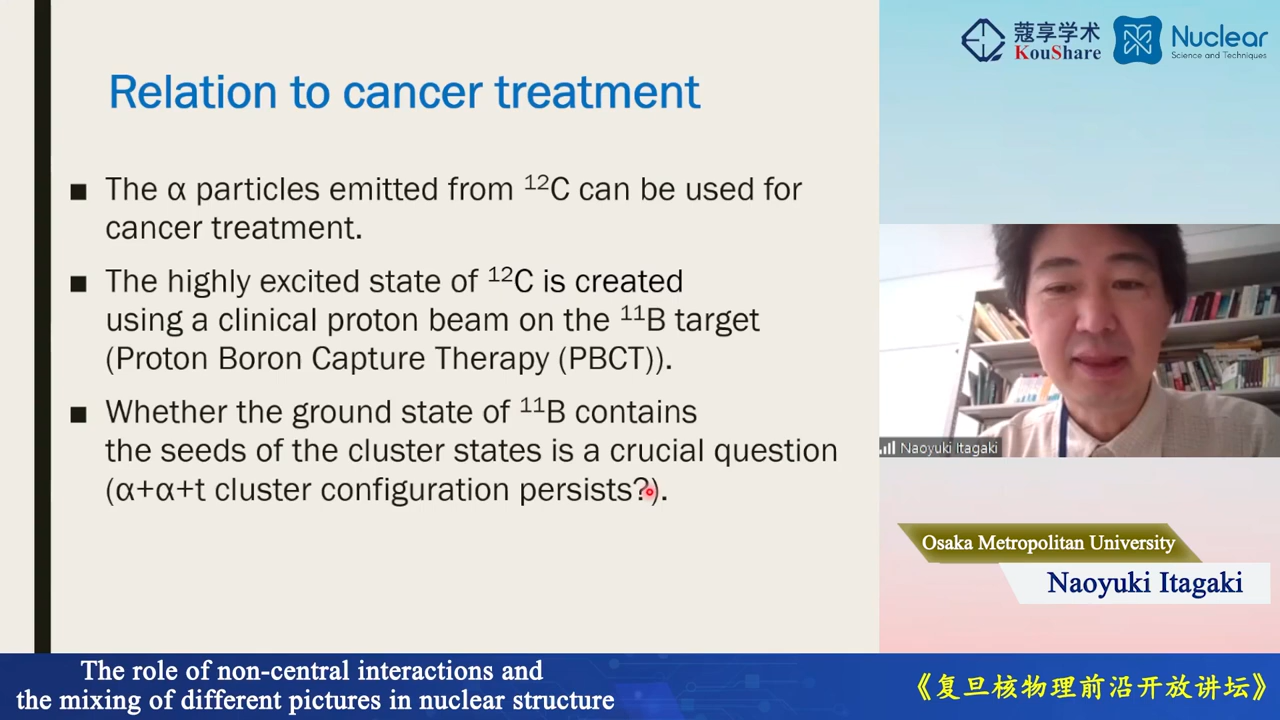 Relation to cancer treatment
■ The α particles emitted from ¹²C can be used for
cancer treatment.
■ The highly excited state of ¹²C is created
using a clinical proton beam on the ¹¹B target
(Proton Boron Capture Therapy (PBCT)).
■ Whether the ground state of ¹¹B contains
the seeds of the cluster states is a crucial question
(α+α+t cluster configuration persists?).
蔻享学术
KouShare
Nuclear
Science and Techniques
Naoyuki Itagaki
Osaka Metropolitan University
Naoyuki Itagaki
The role of non-central interactions and
the mixing of different pictures in nuclear structure
《复旦核物理前沿开放讲坛》